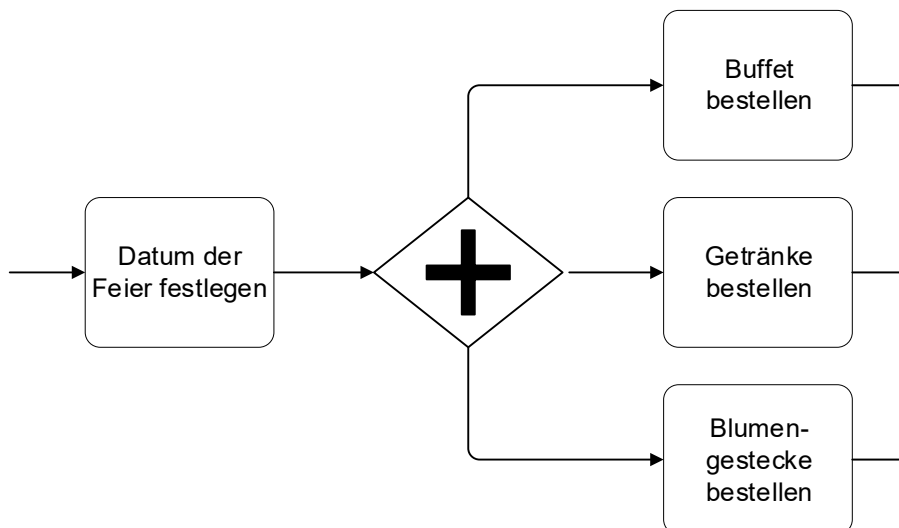 Buffet
bestellen
Datum der
Feier festlegen
Getränke
bestellen
Blumen-
gestecke
bestellen